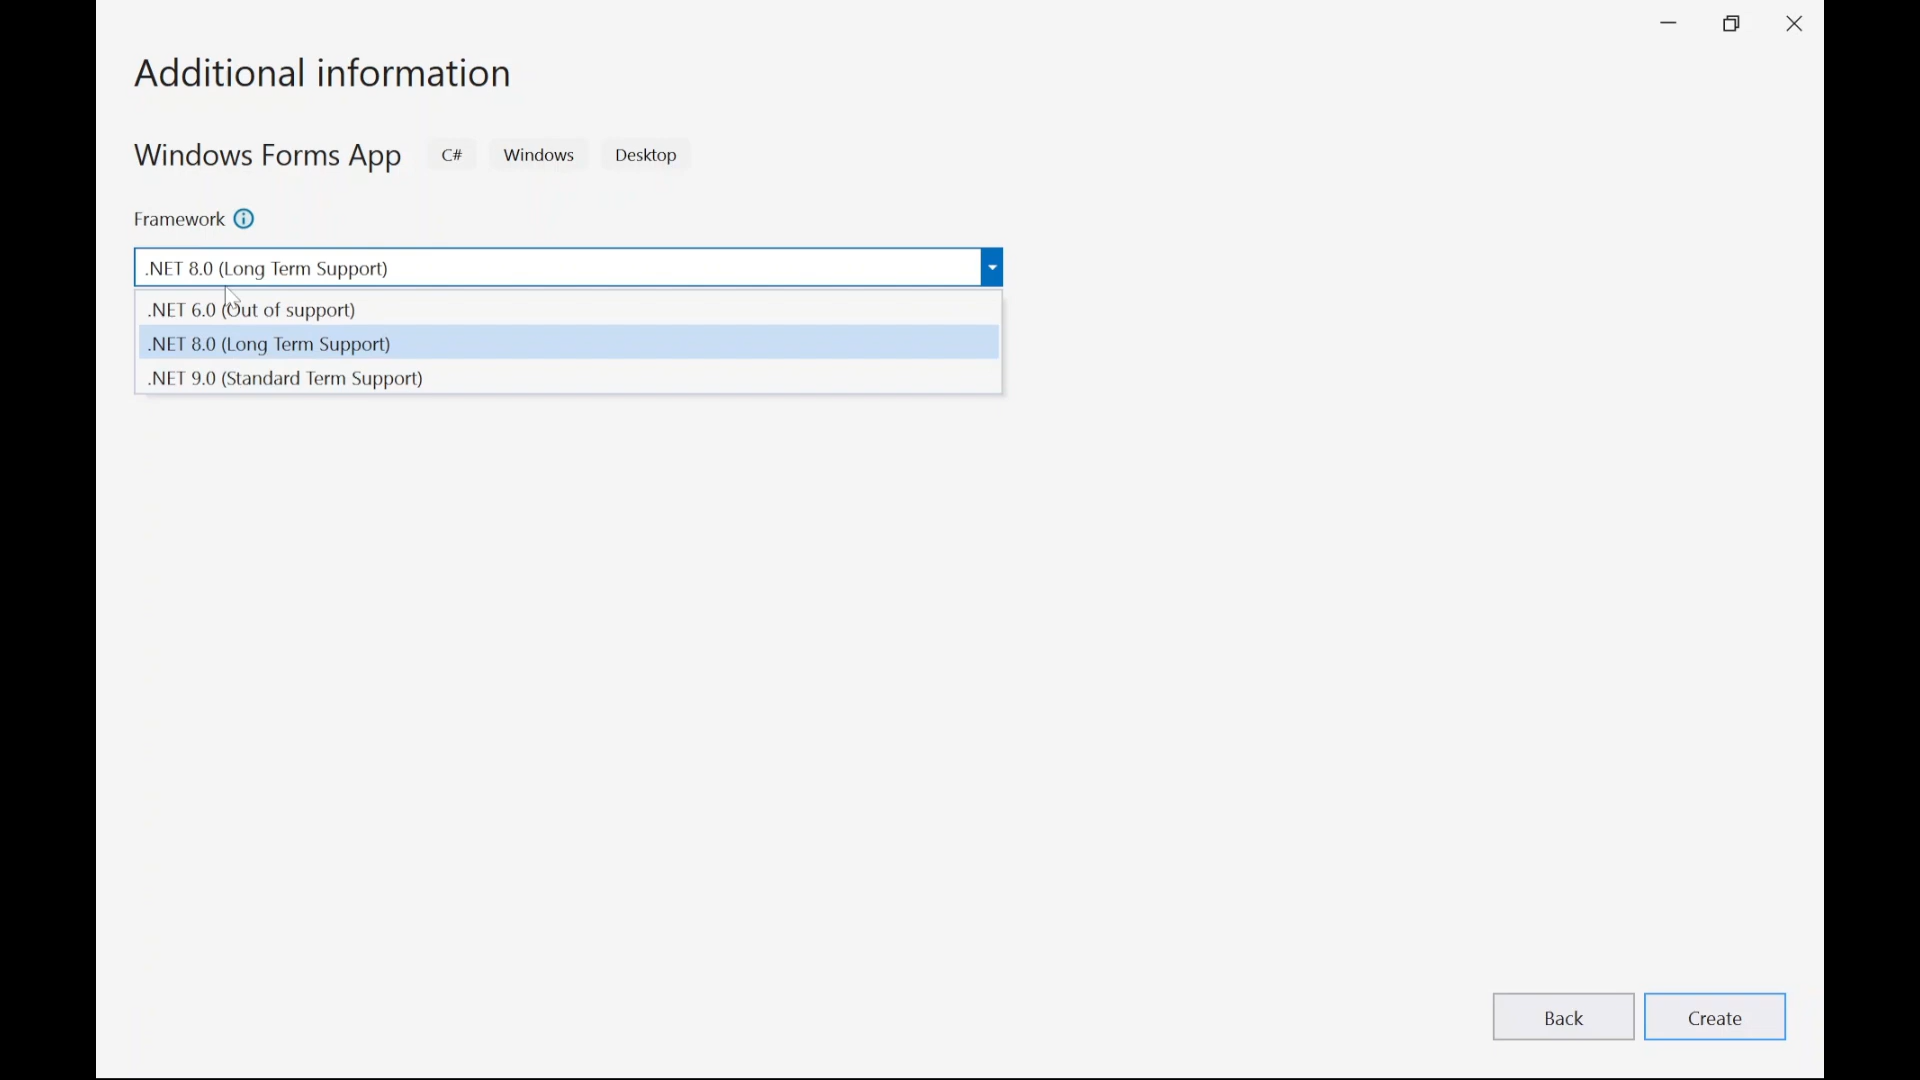 Additional information
Windows Forms App C# Windows Desktop
Framework
.NET 8.0 (Long Term Support)
.NET 6.0 (Out of support)
.NET 8.0 (Long Term Support)
.NET 9.0 (Standard Term Support)
Back Create